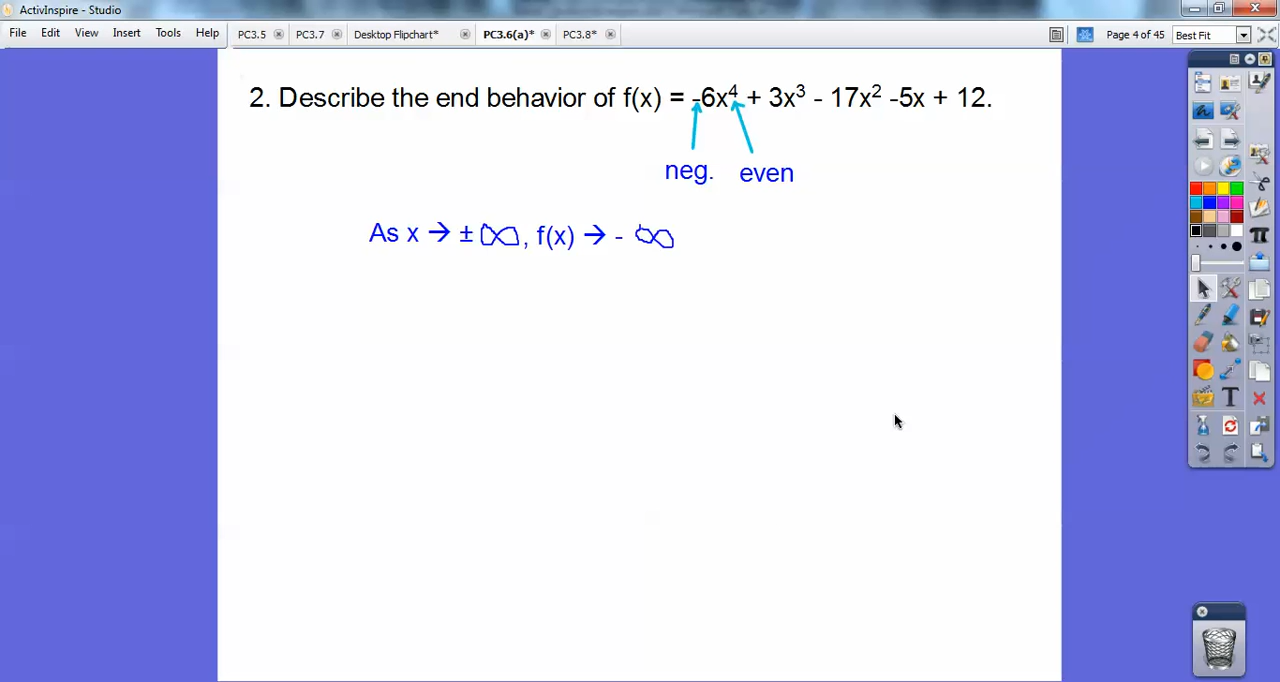 ActivInspire - Studio
File Edit View Insert Tools Help PC3.5 PC3.7 Desktop Flipchart* PC3.6(a)* PC3.8* Page 4 of 45 Best Fit
2. Describe the end behavior of f(x) = -6x⁴ + 3x³ - 17x² -5x + 12.
neg. even
As x → ± ∞, f(x) → - ∞